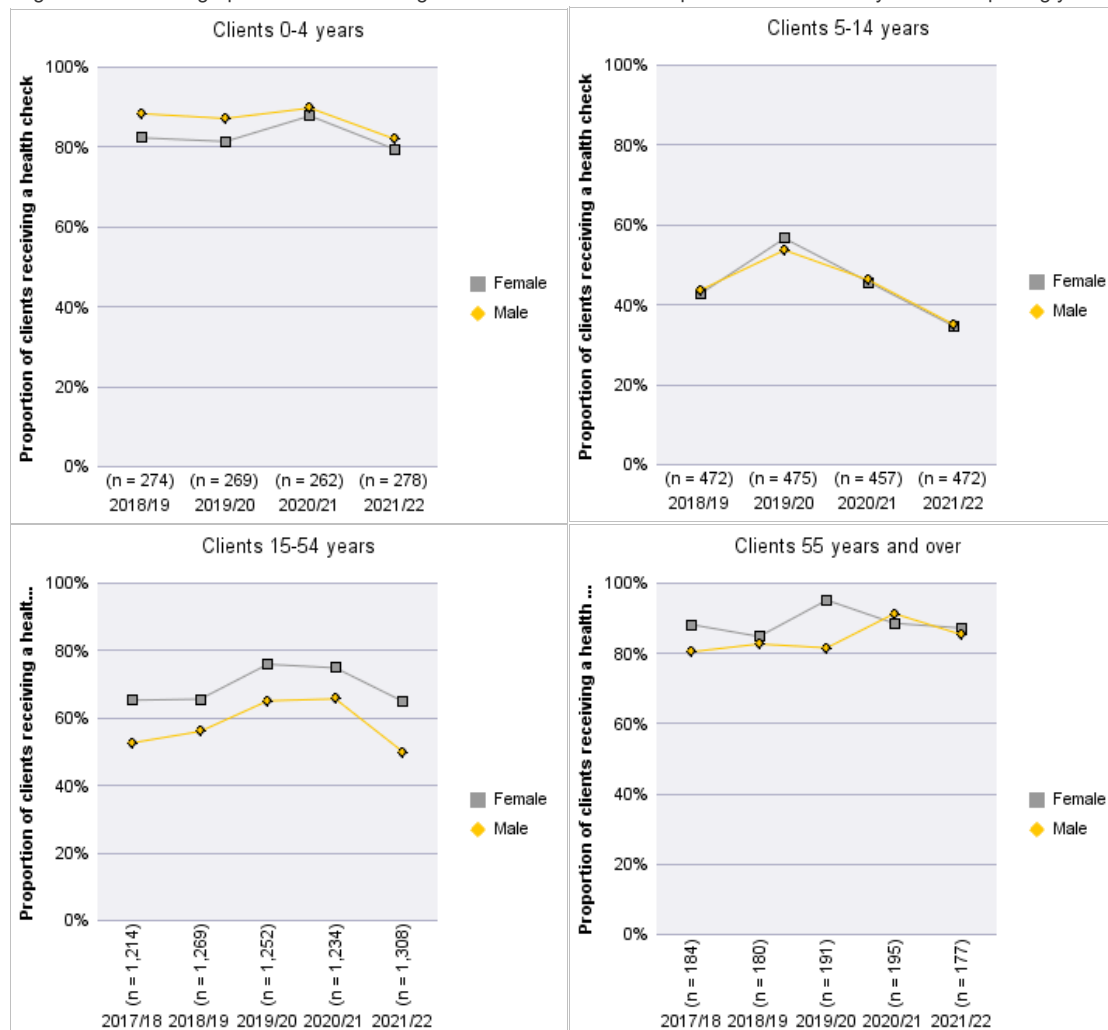 Clients 0-4 years
Proportion of clients receiving a health check
100%
80%
60%
40%
20%
0%
(n = 274) (n = 269) (n = 262) (n = 278)
2018/19 2019/20 2020/21 2021/22
Female
Male
Clients 5-14 years
Proportion of clients receiving a health check
100%
80%
60%
40%
20%
0%
(n = 472) (n = 475) (n = 457) (n = 472)
2018/19 2019/20 2020/21 2021/22
Female
Male
Clients 15-54 years
Proportion of clients receiving a healt...
100%
80%
60%
40%
20%
0%
(n = 1,214) (n = 1,269) (n = 1,252) (n = 1,234) (n = 1,308)
2017/18 2018/19 2019/20 2020/21 2021/22
Female
Male
Clients 55 years and over
Proportion of clients receiving a health ...
100%
80%
60%
40%
20%
0%
(n = 184) (n = 180) (n = 191) (n = 195) (n = 177)
2017/18 2018/19 2019/20 2020/21 2021/22
Female
Male